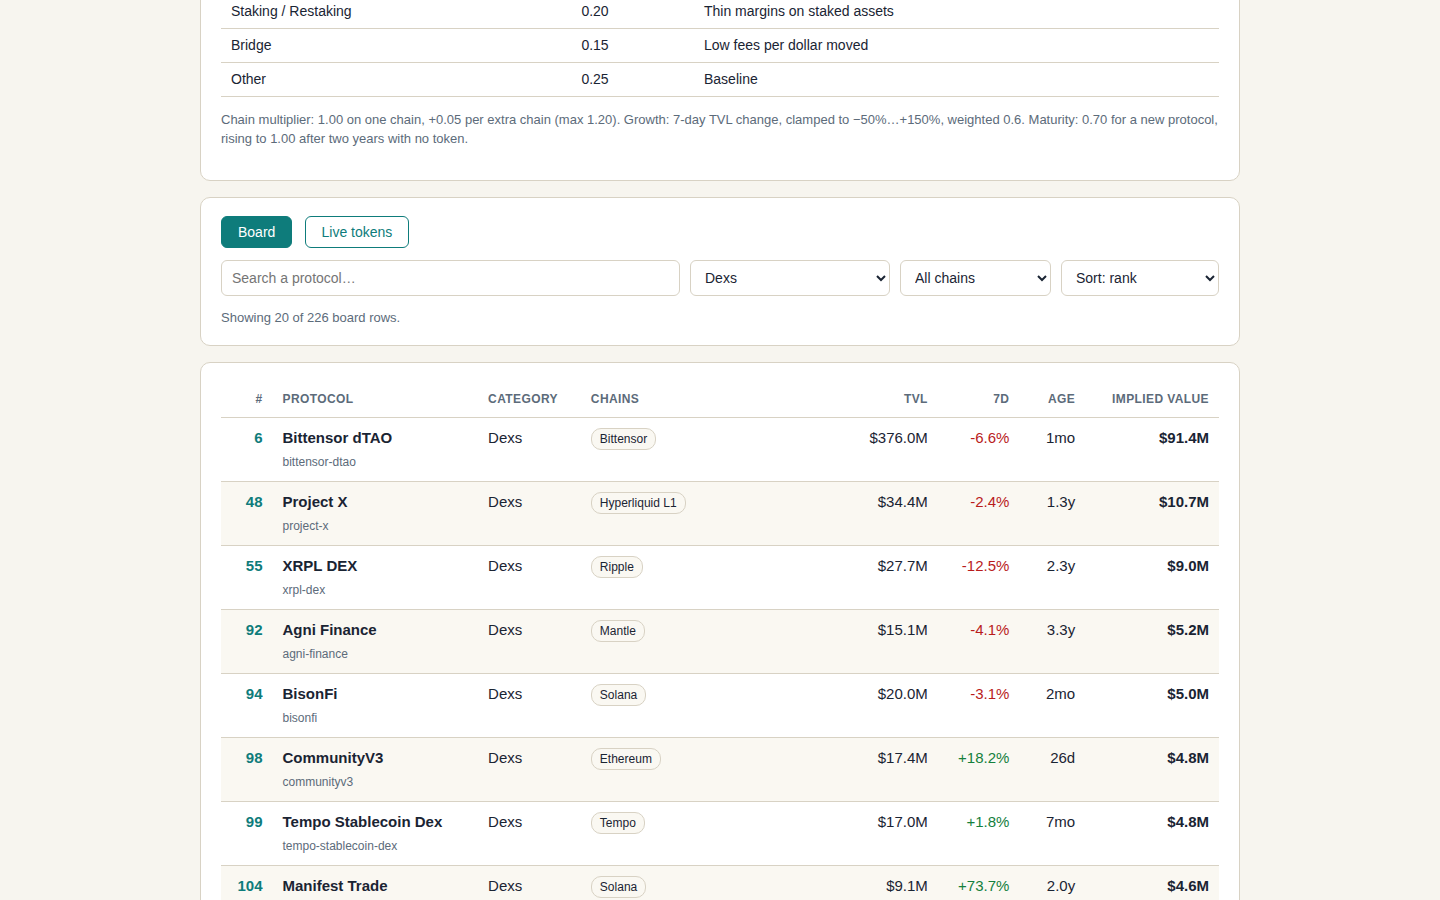 Staking / Restaking 0.20 Thin margins on staked assets
Bridge 0.15 Low fees per dollar moved
Other 0.25 Baseline
Chain multiplier: 1.00 on one chain, +0.05 per extra chain (max 1.20). Growth: 7-day TVL change, clamped to −50%…+150%, weighted 0.6. Maturity: 0.70 for a new protocol,
rising to 1.00 after two years with no token.
Board Live tokens
Search a protocol… Dexs All chains Sort: rank
Showing 20 of 226 board rows.
# PROTOCOL CATEGORY CHAINS TVL 7D AGE IMPLIED VALUE
6 Bittensor dTAO Dexs Bittensor $376.0M -6.6% 1mo $91.4M
bittensor-dtao
48 Project X Dexs Hyperliquid L1 $34.4M -2.4% 1.3y $10.7M
project-x
55 XRPL DEX Dexs Ripple $27.7M -12.5% 2.3y $9.0M
xrpl-dex
92 Agni Finance Dexs Mantle $15.1M -4.1% 3.3y $5.2M
agni-finance
94 BisonFi Dexs Solana $20.0M -3.1% 2mo $5.0M
bisonfi
98 CommunityV3 Dexs Ethereum $17.4M +18.2% 26d $4.8M
communityv3
99 Tempo Stablecoin Dex Dexs Tempo $17.0M +1.8% 7mo $4.8M
tempo-stablecoin-dex
104 Manifest Trade Dexs Solana $9.1M +73.7% 2.0y $4.6M